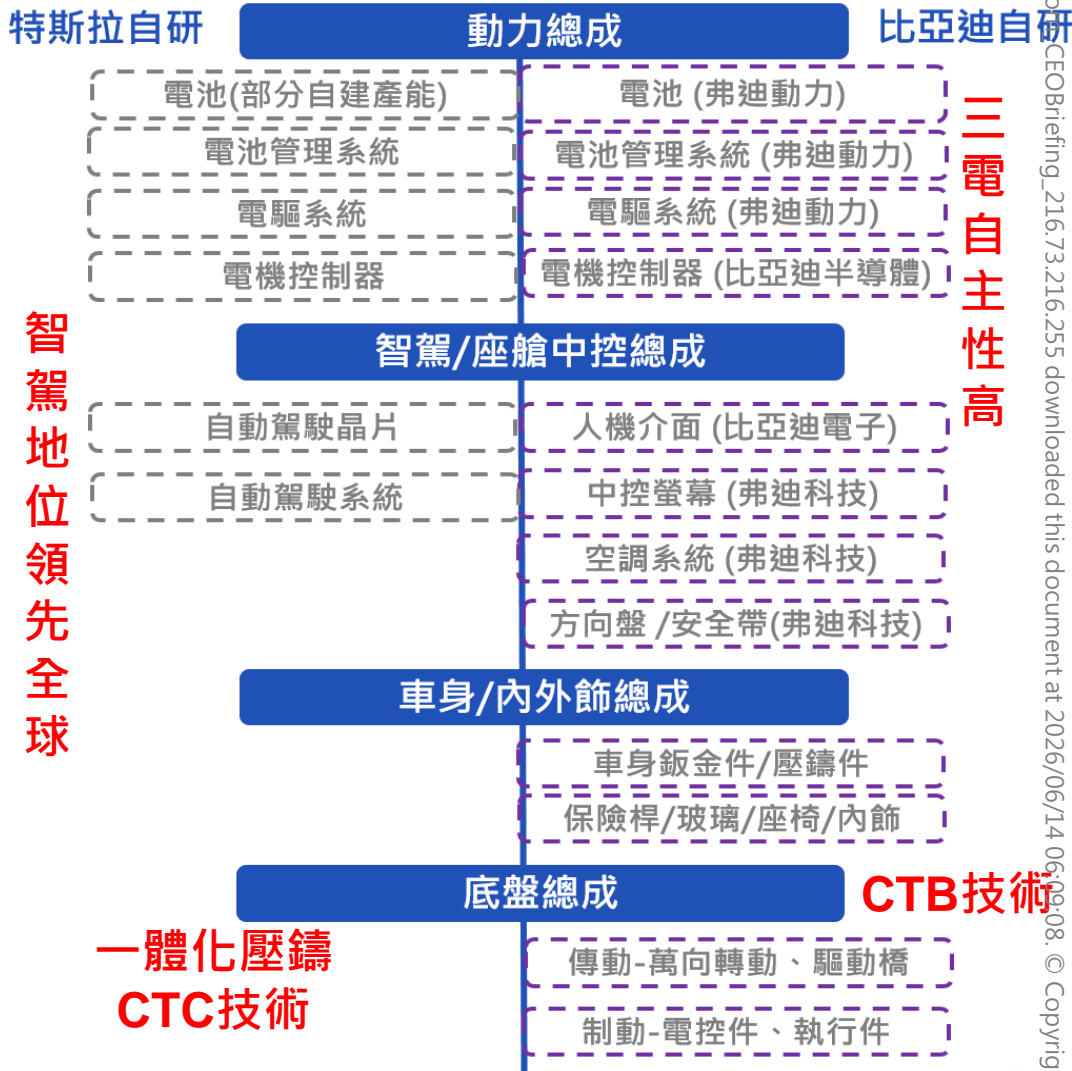 特斯拉自研
動力總成
比亞迪自研
電池(部分自建產能)
電池 (弗迪動力)
電池管理系統
電池管理系統 (弗迪動力)
電驅系統
電驅系統 (弗迪動力)
電機控制器
電機控制器 (比亞迪半導體)
三電自主性高
智駕/座艙中控總成
智駕地位領先全球
自動駕駛晶片
人機介面 (比亞迪電子)
自動駕駛系統
中控螢幕 (弗迪科技)
空調系統 (弗迪科技)
方向盤 /安全帶(弗迪科技)
車身/內外飾總成
車身鈑金件/壓鑄件
保險桿/玻璃/座椅/內飾
底盤總成
CTB技術
一體化壓鑄
CTC技術
傳動-萬向轉動、驅動橋
制動-電控件、執行件
CEOBriefing_216.73.216.255 downloaded this document at 2026/06/14 06:09:08. © Copyrig